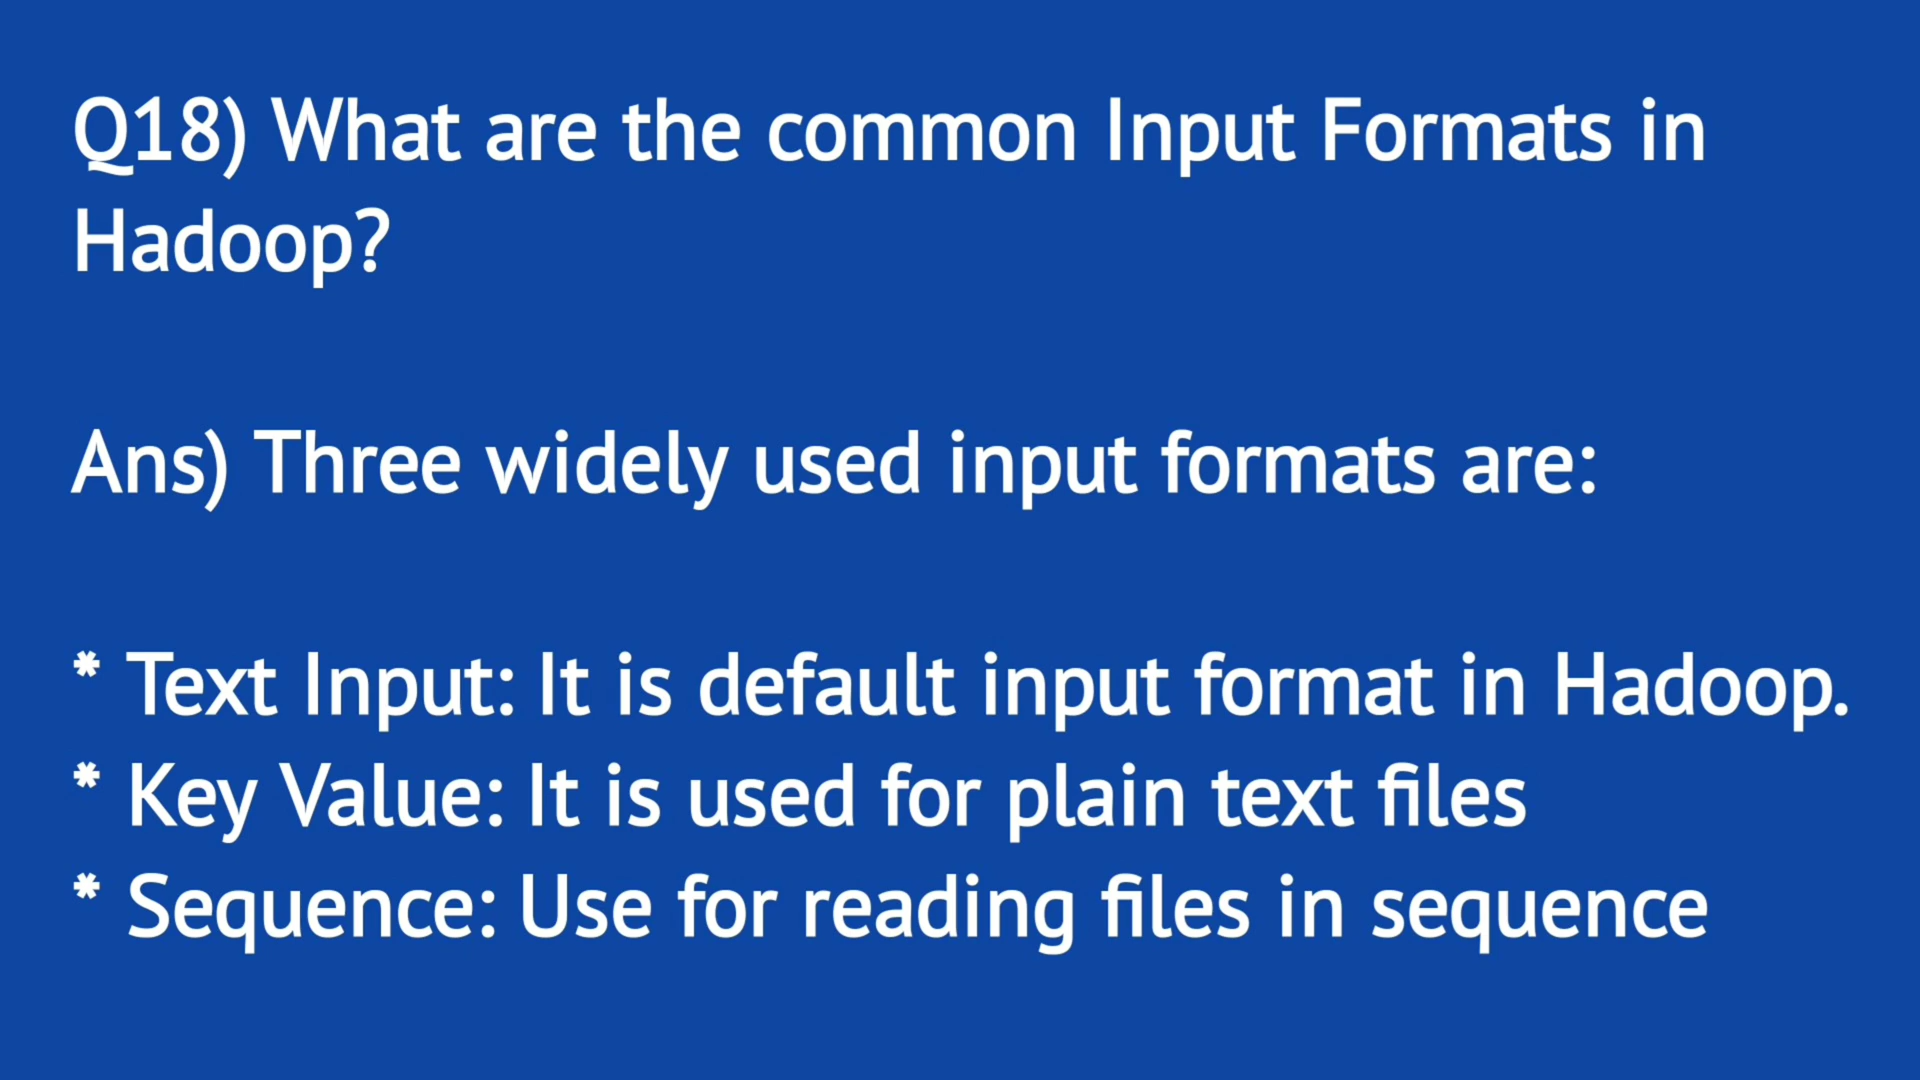 Q18) What are the common Input Formats in
Hadoop?
Ans) Three widely used input formats are:
* Text Input: It is default input format in Hadoop.
* Key Value: It is used for plain text files
* Sequence: Use for reading files in sequence